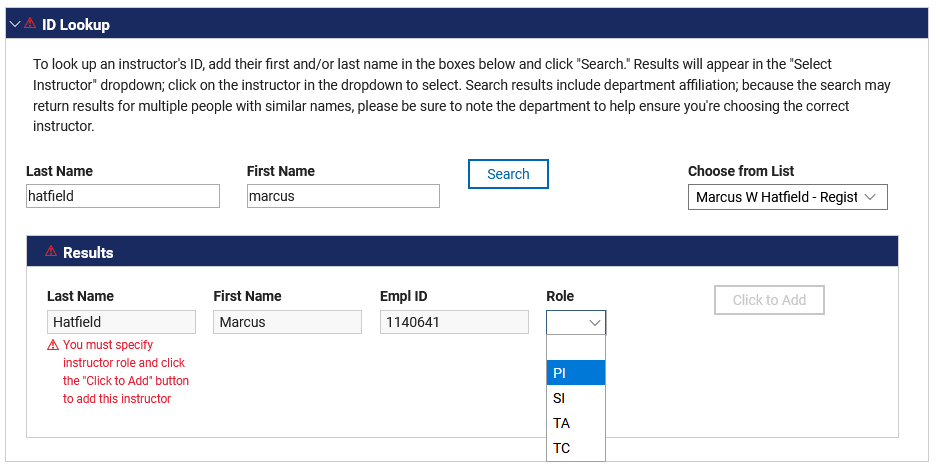 ID Lookup
To look up an instructor's ID, add their first and/or last name in the boxes below and click "Search." Results will appear in the "Select
Instructor" dropdown; click on the instructor in the dropdown to select. Search results include department affiliation; because the search may
return results for multiple people with similar names, please be sure to note the department to help ensure you're choosing the correct
instructor.
Last Name First Name Search Choose from List
hatfield marcus Marcus W Hatfield - Regist
Results
Last Name First Name Empl ID Role Click to Add
Hatfield Marcus 1140641
You must specify
instructor role and click
the "Click to Add" button
to add this instructor
PI
SI
TA
TC